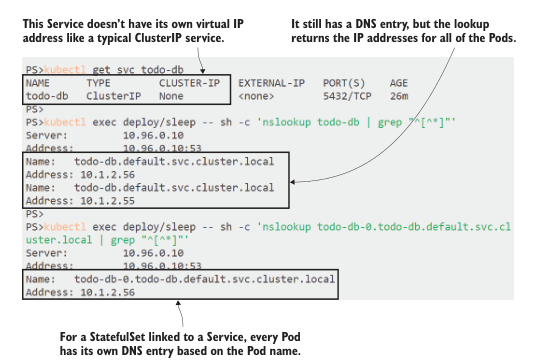 This Service doesn't have its own virtual IP
address like a typical ClusterIP service.
It still has a DNS entry, but the lookup
returns the IP addresses for all of the Pods.
PS>kubectl get svc todo-db
NAME TYPE CLUSTER-IP EXTERNAL-IP PORT(S) AGE
todo-db ClusterIP None <none> 5432/TCP 26m
PS>
PS>kubectl exec deploy/sleep -- sh -c 'nslookup todo-db | grep "^[^*]"'
Server: 10.96.0.10
Address: 10.96.0.10:53
Name: todo-db.default.svc.cluster.local
Address: 10.1.2.56
Name: todo-db.default.svc.cluster.local
Address: 10.1.2.55
PS>
PS>kubectl exec deploy/sleep -- sh -c 'nslookup todo-db-0.todo-db.default.svc.cl
uster.local | grep "^[^*]"'
Server: 10.96.0.10
Address: 10.96.0.10:53
Name: todo-db-0.todo-db.default.svc.cluster.local
Address: 10.1.2.56
For a StatefulSet linked to a Service, every Pod
has its own DNS entry based on the Pod name.